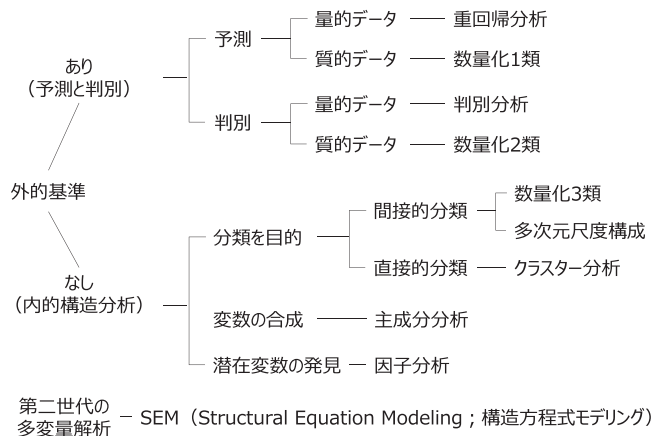 予測
量的データ
重回帰分析
質的データ
数量化1類
あり
（予測と判別）
判別
量的データ
判別分析
質的データ
数量化2類
外的基準
なし
（内的構造分析）
分類を目的
間接的分類
数量化3類
多次元尺度構成
直接的分類
クラスター分析
変数の合成
主成分分析
潜在変数の発見
因子分析
第二世代の
多変量解析
SEM（Structural Equation Modeling；構造方程式モデリング）